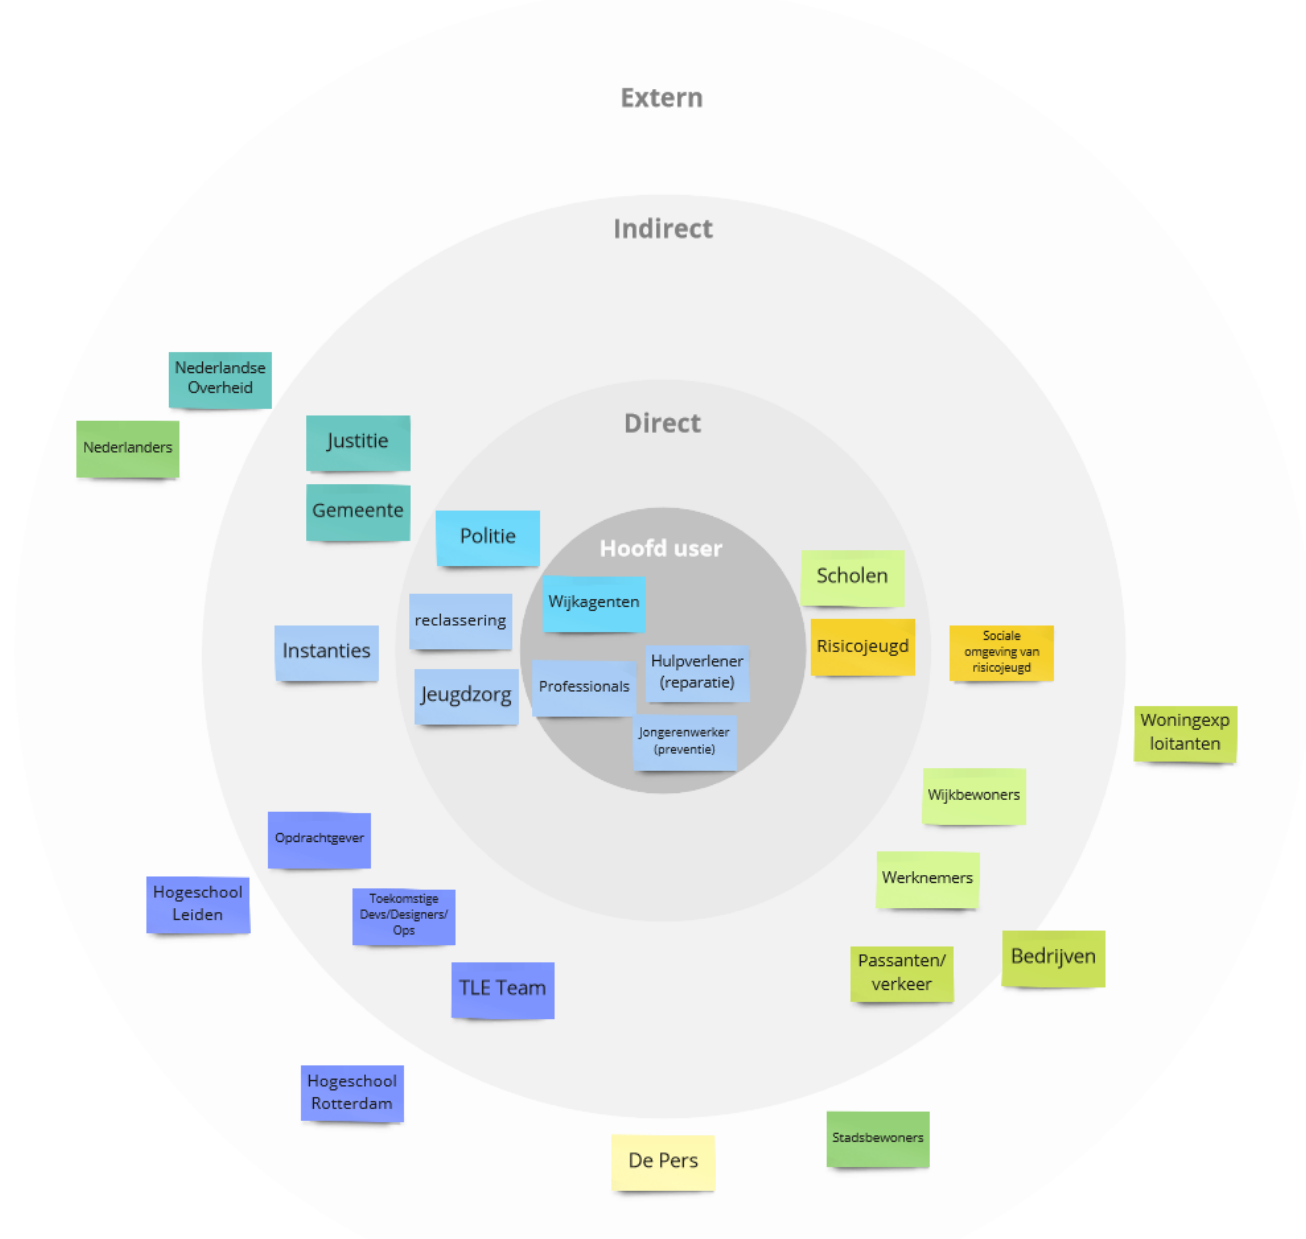 Extern
Indirect
Nederlandse
Overheid
Nederlanders
Justitie
Direct
Gemeente
Politie
Hoofd user
Scholen
Wijkagenten
reclassering
Risicojeugd
Sociale
omgeving van
risicojeugd
Instanties
Hulpverlener
(reparatie)
Jeugdzorg
Professionals
Jongerenwerker
(preventie)
Woningexp
loitanten
Wijkbewoners
Opdrachtgever
Werknemers
Hogeschool
Leiden
Toekomstige
Devs/Designers/
Ops
Bedrijven
Passanten/
verkeer
TLE Team
Hogeschool
Rotterdam
Stadsbewoners
De Pers